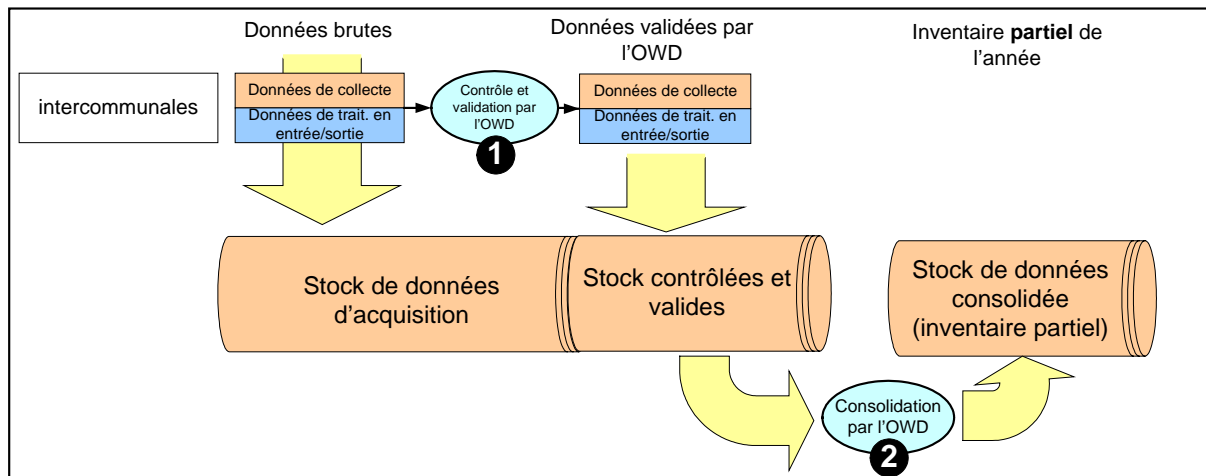 Données brutes
Données validées par
l'OWD
Inventaire partiel de
l'année
intercommunales
Données de collecte
Données de trait. en
entrée/sortie
Contrôle et
validation par
l'OWD
1
Données de collecte
Données de trait. en
entrée/sortie
Stock de données
d'acquisition
Stock contrôlées et
valides
Stock de données
consolidée
(inventaire partiel)
Consolidation
par l'OWD
2